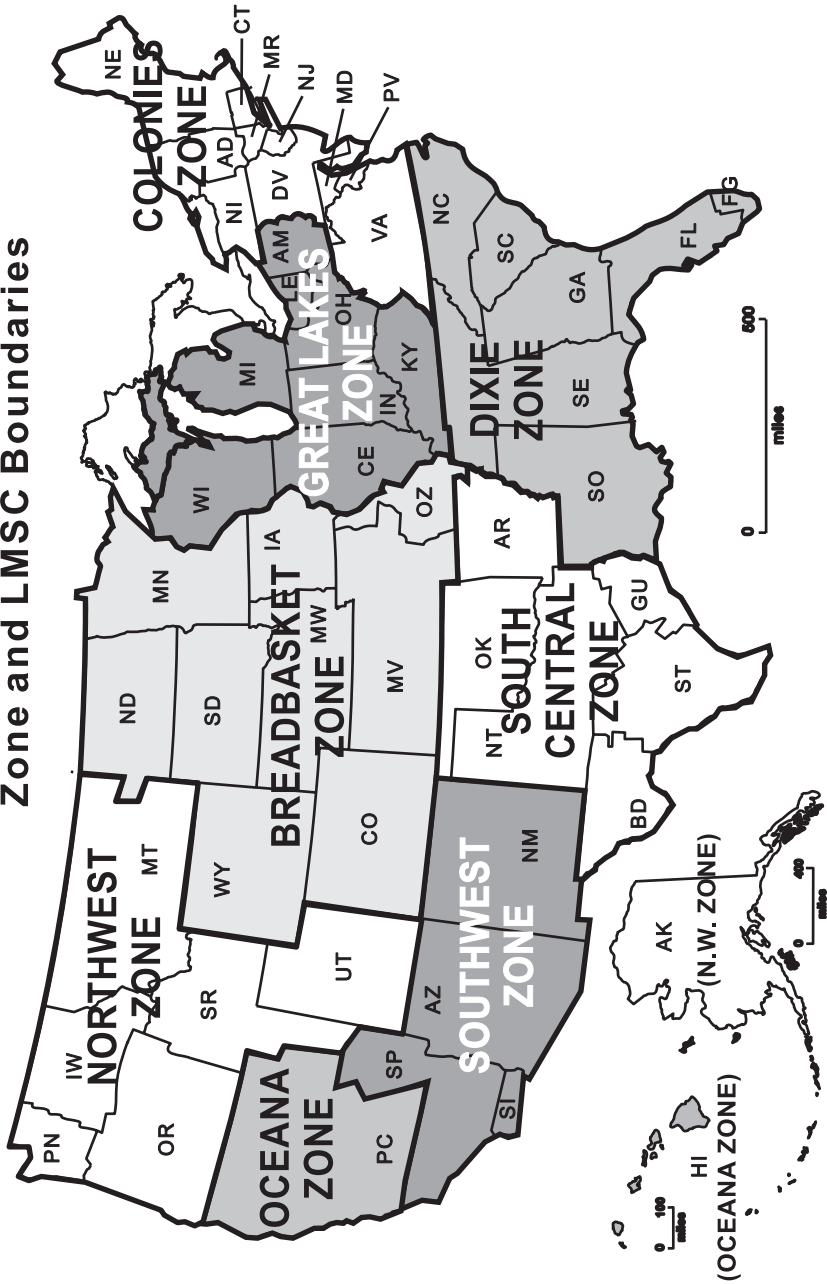 Zone and LMSC Boundaries
NORTHWEST
ZONE
PN
IW
MT
OR
SR
UT
AK
(N.W. ZONE)
OCEANA
ZONE
PC
HI
(OCEANA ZONE)
SOUTHWEST
ZONE
SP
SI
AZ
NM
BREADBASKET
ZONE
ND
MN
SD
WY
IA
MW
CO
MV
OZ
SOUTH
CENTRAL
ZONE
OK
AR
NT
BD
ST
GU
GREAT LAKES
ZONE
WI
MI
CE
IN
OH
LE
AM
KY
DIXIE
ZONE
NC
SC
GA
SE
SO
FL
FG
COLONIES
ZONE
NE
CT
MR
NJ
MD
PV
AD
NI
DV
VA
0 500
miles
0 400
miles
0 100
miles